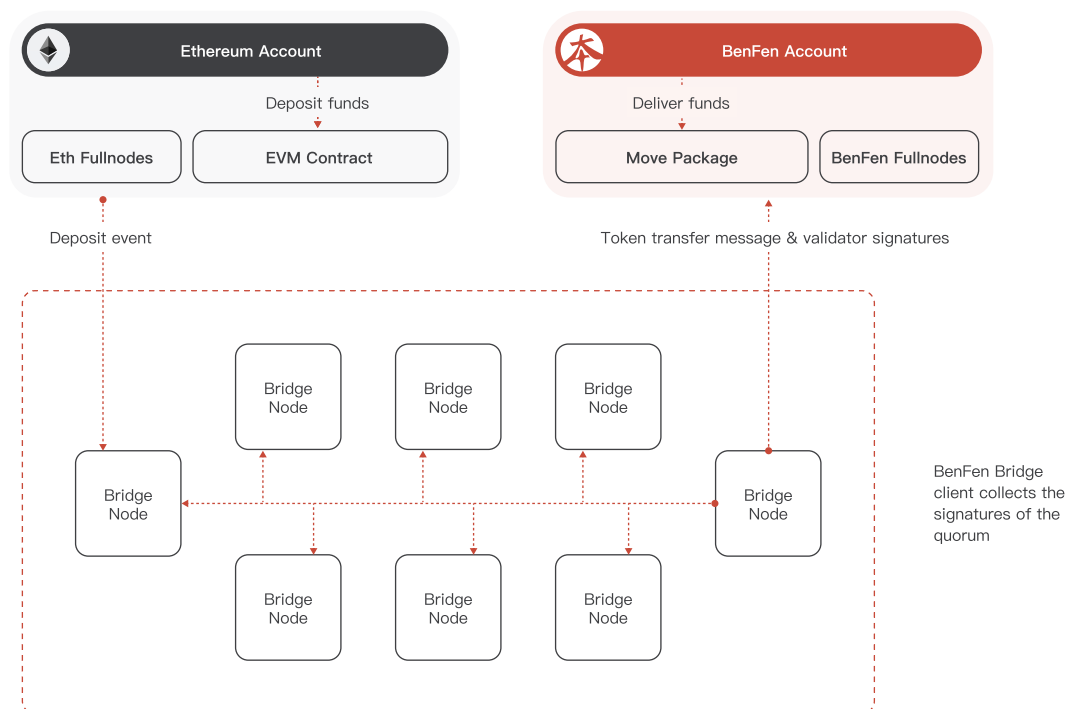 Ethereum Account
Deposit funds
Eth Fullnodes
EVM Contract
本
BenFen Account
Deliver funds
Move Package
BenFen Fullnodes
Deposit event
Token transfer message & validator signatures
Bridge
Node
Bridge
Node
Bridge
Node
Bridge
Node
Bridge
Node
BenFen Bridge
client collects the
signatures of the
quorum
Bridge
Node
Bridge
Node
Bridge
Node